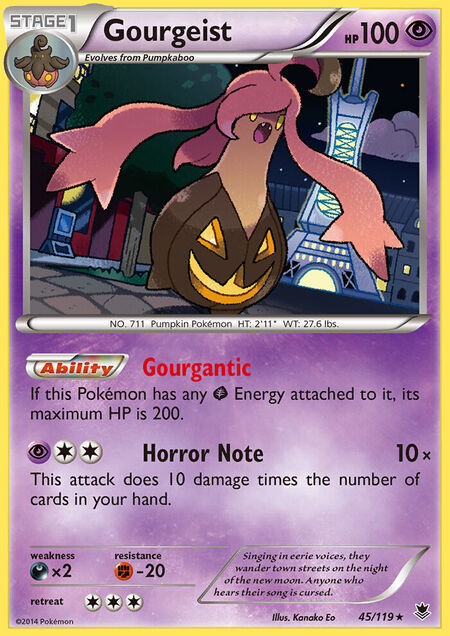 STAGE1
Gourgeist
HP100
Evolves from Pumpkaboo
NO. 711 Pumpkin Pokémon HT: 2'11" WT: 27.6 lbs.
Ability Gourgantic
If this Pokémon has any Energy attached to it, its
maximum HP is 200.
Horror Note 10×
This attack does 10 damage times the number of
cards in your hand.
weakness resistance
×2 -20
retreat
Singing in eerie voices, they
wander town streets on the night
of the new moon. Anyone who
hears their song is cursed.
©2014 Pokémon
Illus. Kanako Eo
45/119★